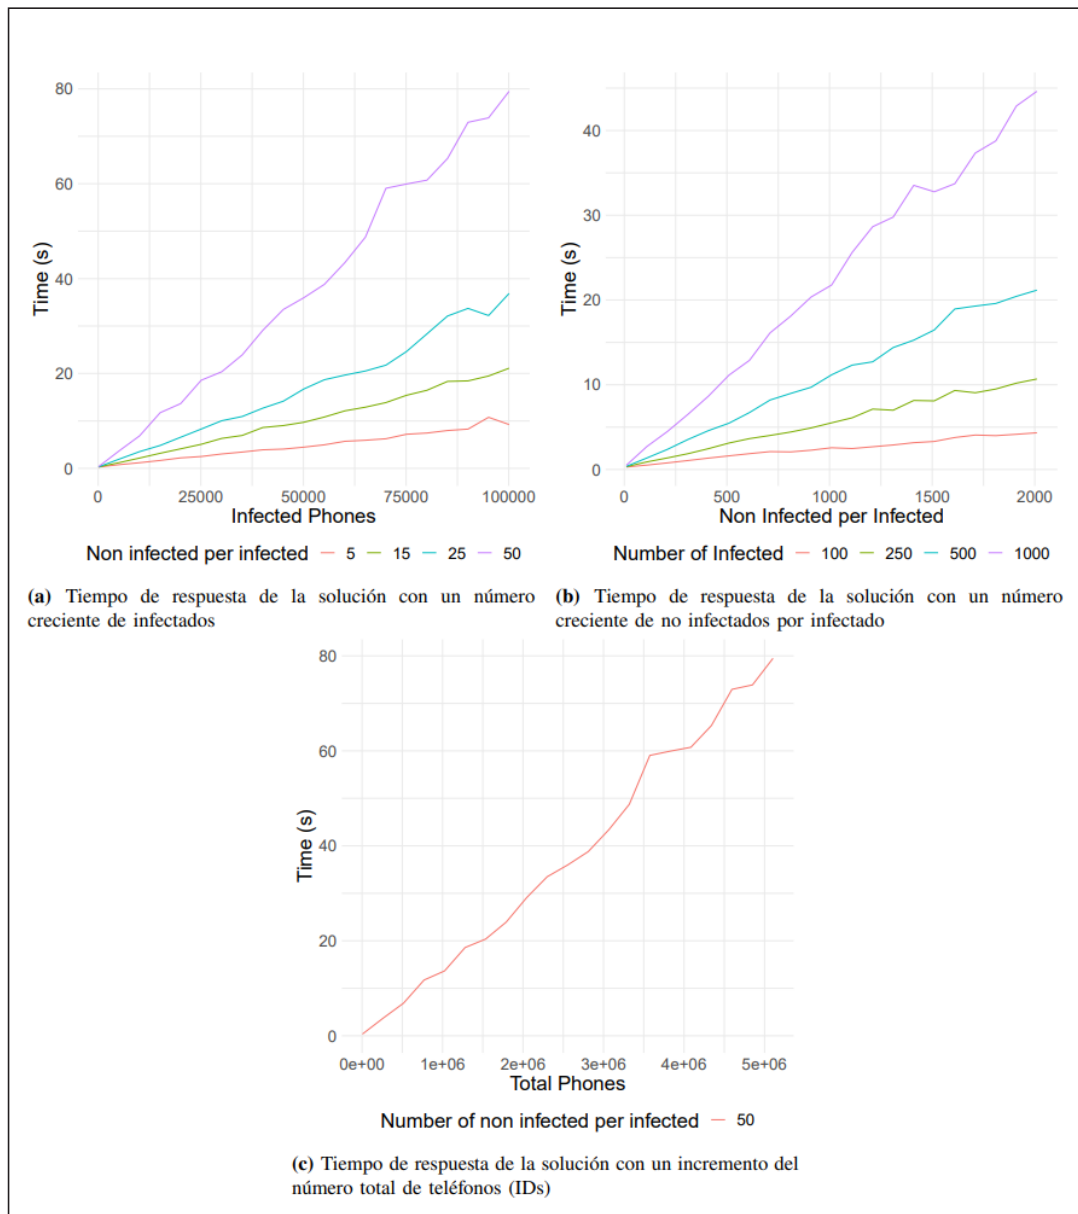 80
60
40
20
0
Time (s)
0 25000 50000 75000 100000
Infected Phones
Non infected per infected 5 15 25 50
(a) Tiempo de respuesta de la solución con un número
creciente de infectados
40
30
20
10
0
Time (s)
0 500 1000 1500 2000
Non Infected per Infected
Number of Infected 100 250 500 1000
(b) Tiempo de respuesta de la solución con un número
creciente de no infectados por infectado
80
60
40
20
0
Time (s)
0e+00 1e+06 2e+06 3e+06 4e+06 5e+06
Total Phones
Number of non infected per infected 50
(c) Tiempo de respuesta de la solución con un incremento del
número total de teléfonos (IDs)